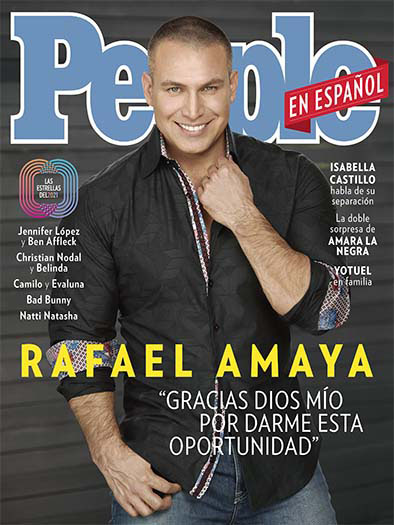 People
EN ESPAÑOL
LAS
ESTRELLAS
DEL2021
Jennifer López
y Ben Affleck
Christian Nodal
y Belinda
Camilo y Evaluna
Bad Bunny
Natti Natasha
ISABELLA
CASTILLO
habla de su
separación
La doble
sorpresa de
AMARA LA
NEGRA
YOTUEL
en familia
RAFAEL AMAYA
“GRACIAS DIOS MÍO
POR DARME ESTA
OPORTUNIDAD”